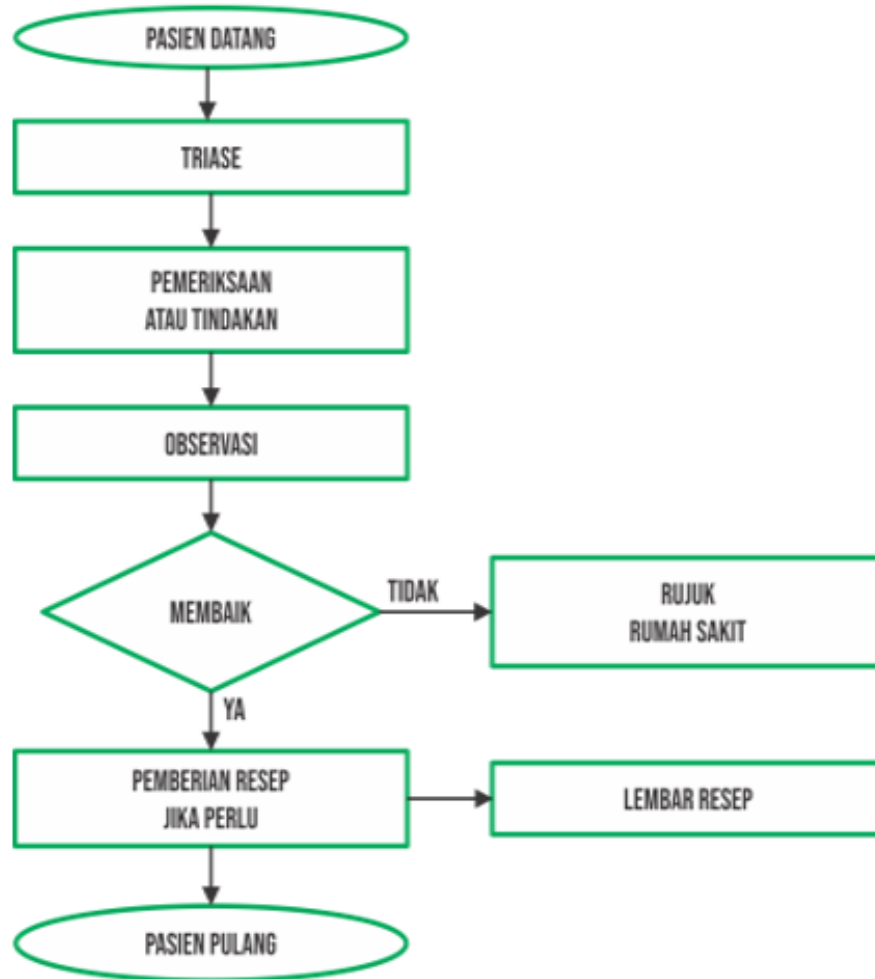 PASIEN DATANG
TRIASE
PEMERIKSAAN
ATAU TINDAKAN
OBSERVASI
MEMBAIK
TIDAK
RUJUK
RUMAH SAKIT
YA
PEMBERIAN RESEP
JIKA PERLU
LEMBAR RESEP
PASIEN PULANG